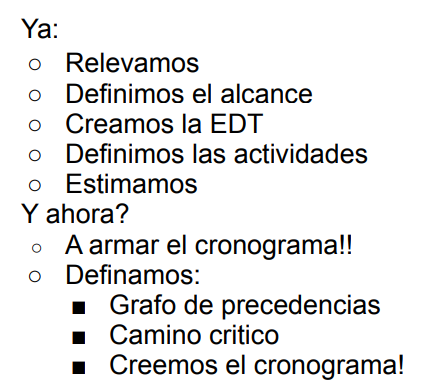 Ya:
○ Relevamos
○ Definimos el alcance
○ Creamos la EDT
○ Definimos las actividades
○ Estimamos
Y ahora?
○ A armar el cronograma!!
○ Definamos:
■ Grafo de precedencias
■ Camino critico
■ Creemos el cronograma!